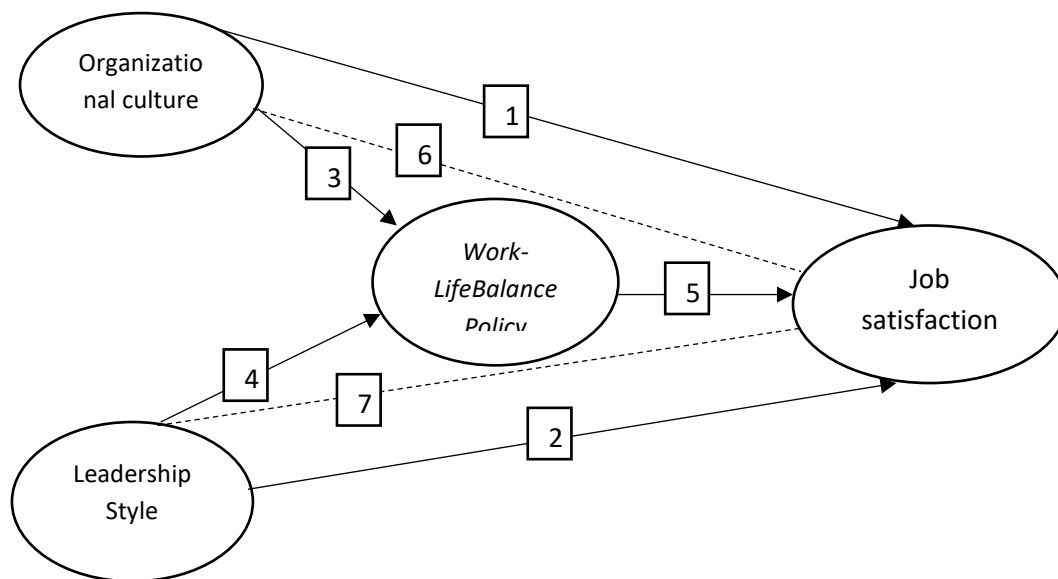 Organizatio
nal culture
1
6
3
Work-
LifeBalance
Policy
5
Job
satisfaction
4
7
2
Leadership
Style